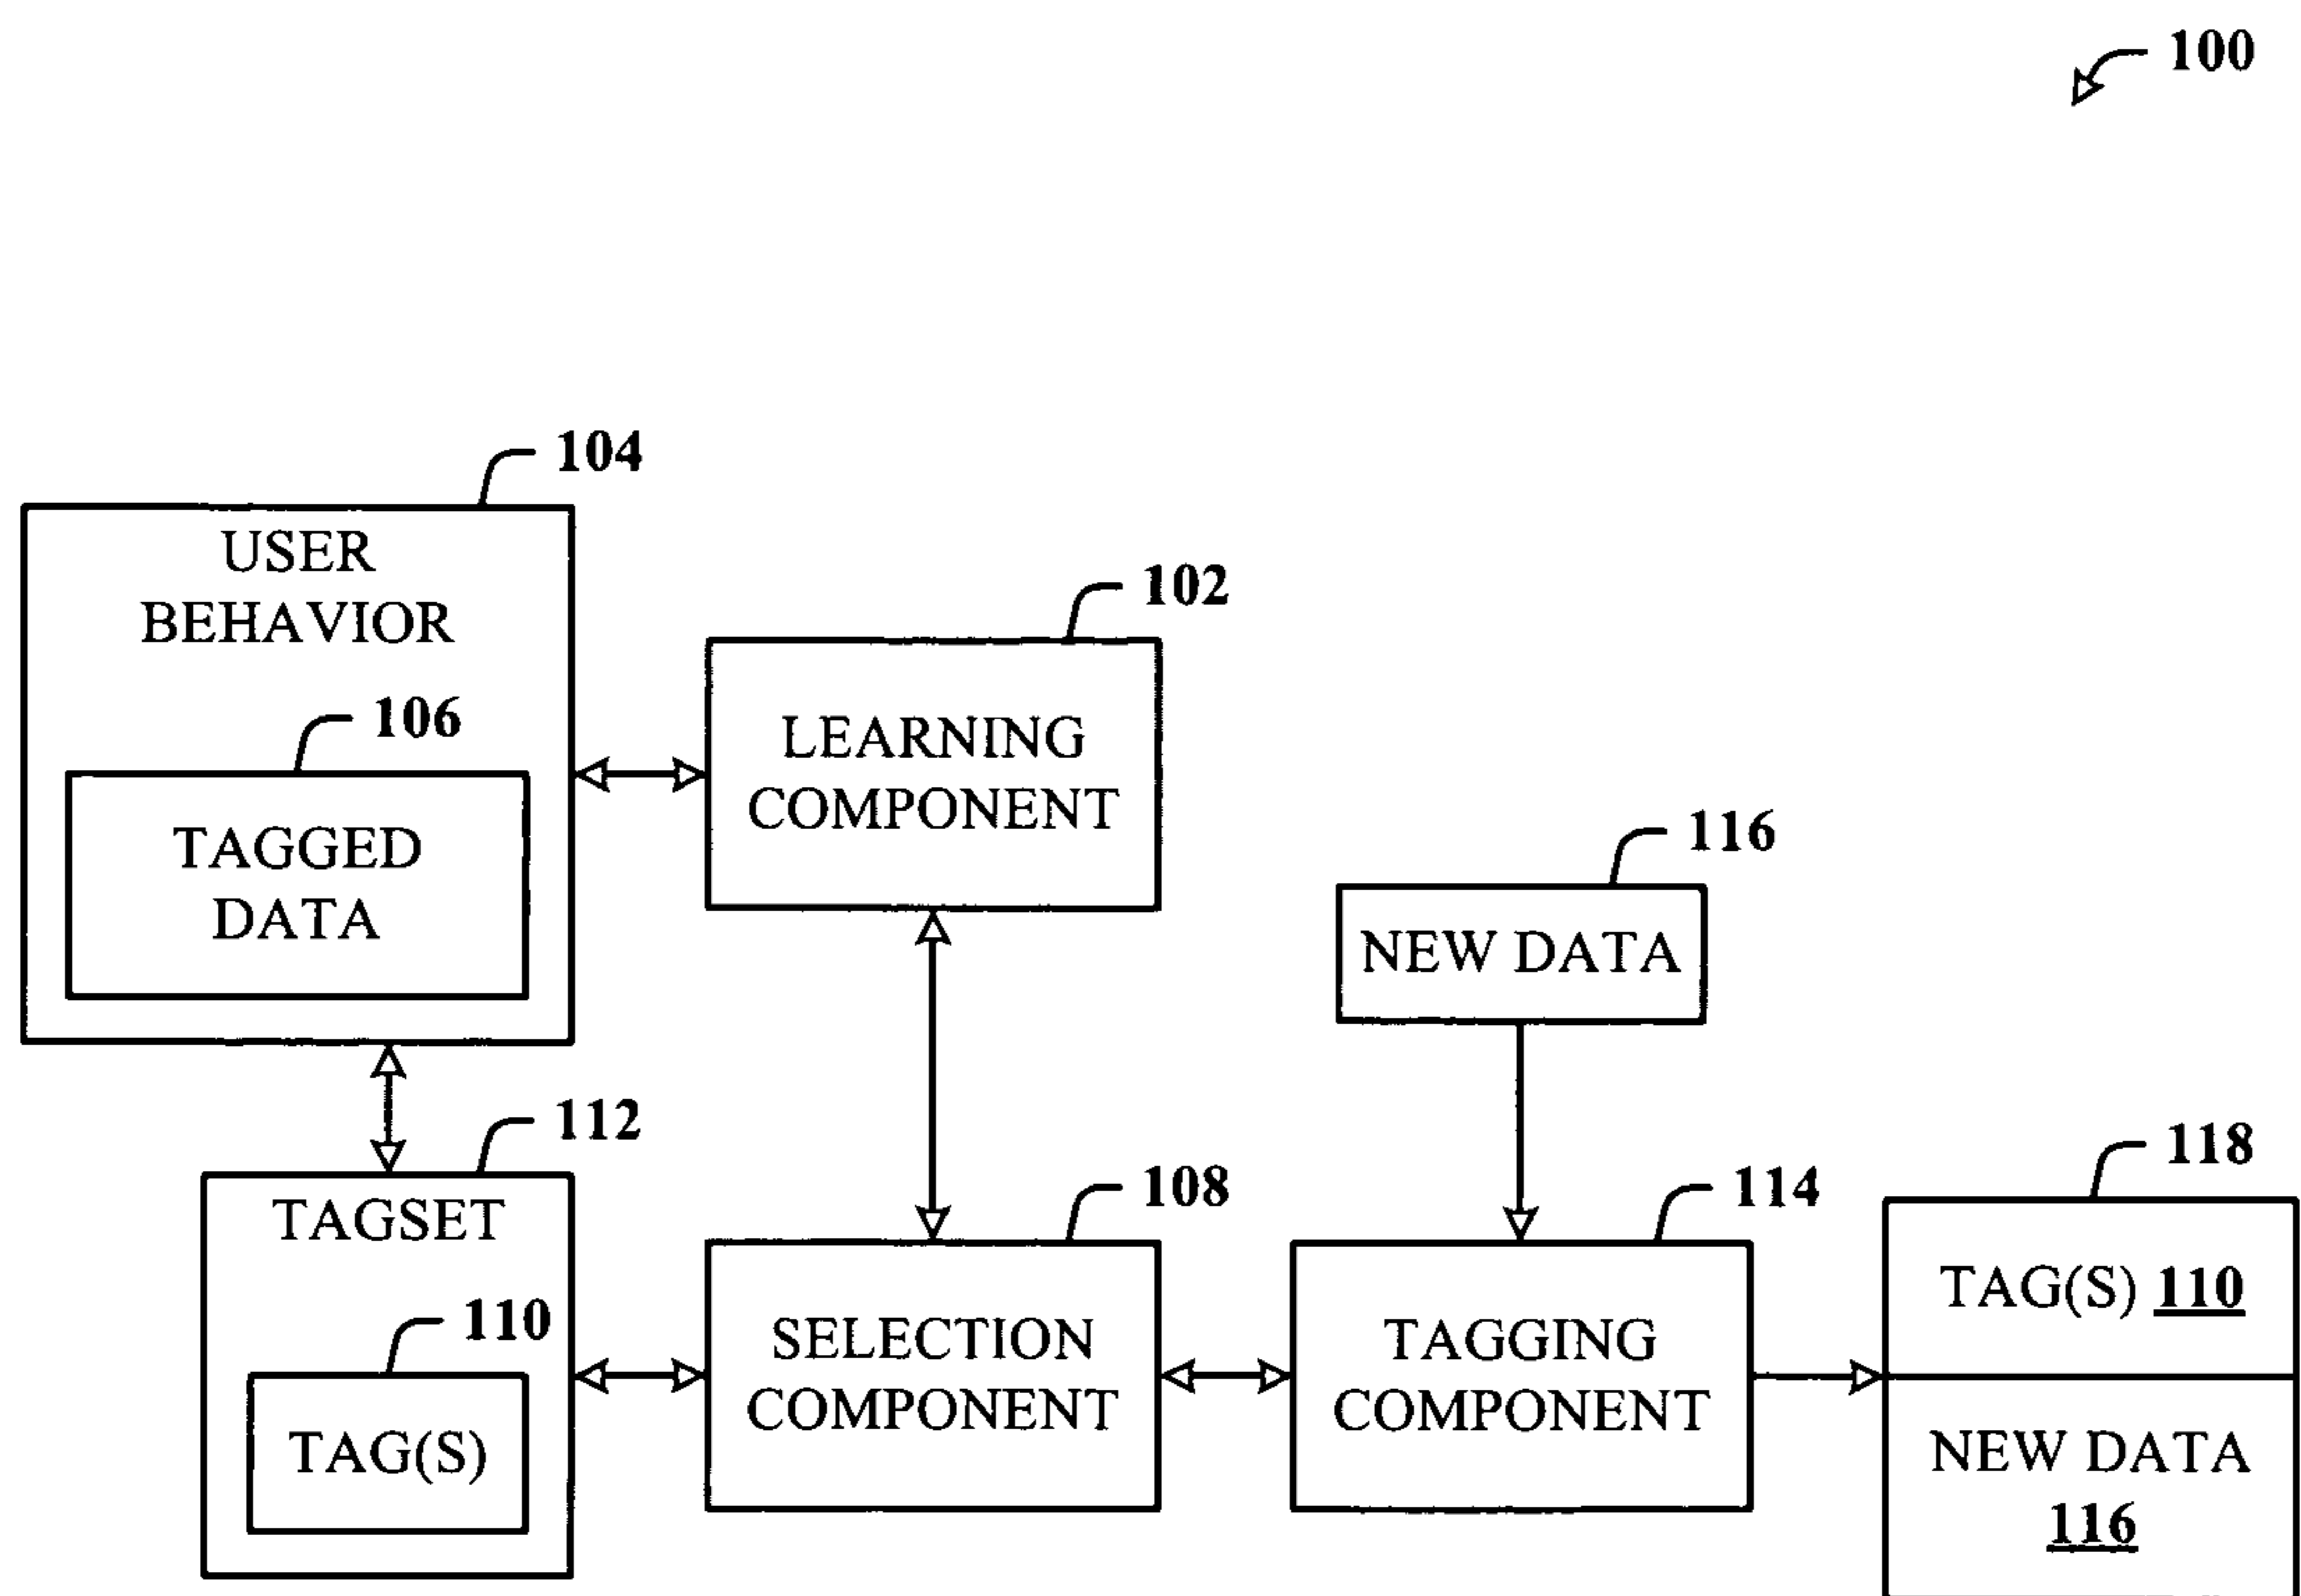 100
104
USER
BEHAVIOR
102
106
LEARNING
COMPONENT
TAGGED
DATA
116
NEW DATA
112
TAGSET
108
114
118
110
TAG(S)
SELECTION
COMPONENT
TAGGING
COMPONENT
TAG(S) 110
NEW DATA
116